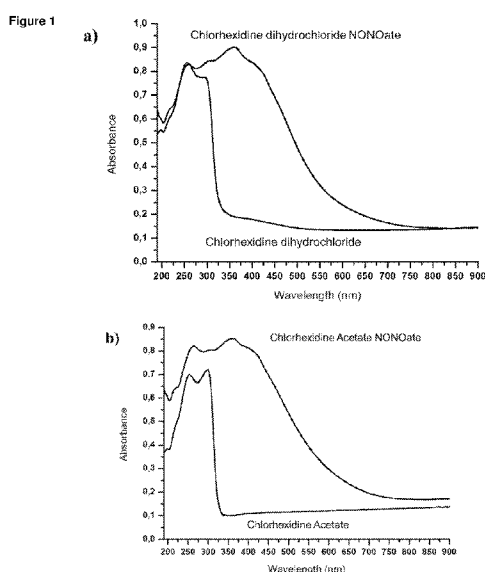 Figure 1
a)
Chlorhexidine dihydrochloride NONOate
1,0
0,9
0,8
0,7
0,6
0,5
0,4
0,3
0,2
0,1
0,0
Absorbance
Chlorhexidine dihydrochloride
200 250 300 350 400 450 500 550 600 650 700 750 800 850 900
Wavelength (nm)
b)
Chlorhexidine Acetate NONOate
0,9
0,8
0,7
0,6
0,5
0,4
0,3
0,2
0,1
0,0
Absorbance
Chlorhexidine Acetate
200 250 300 350 400 450 500 550 600 650 700 750 800 850 900
Wavelength (nm)